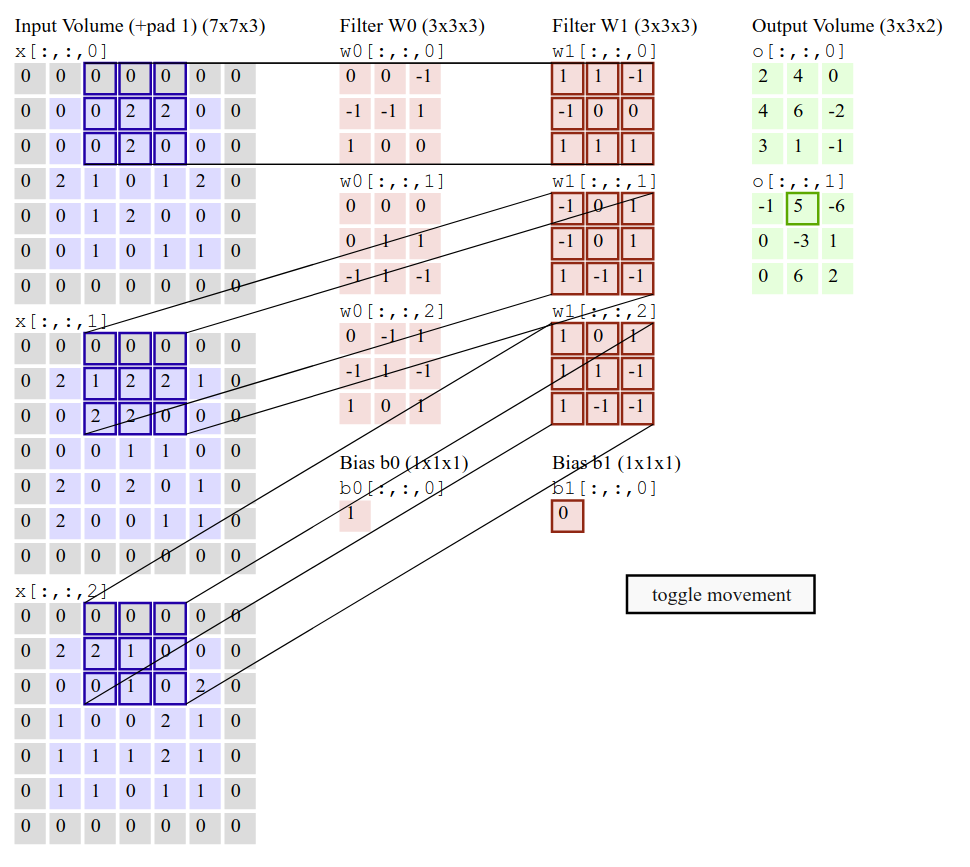 Input Volume (+pad 1) (7x7x3)
x[:,:,0]
0 0 0 0 0 0 0
0 0 0 2 2 0 0
0 0 0 2 0 0 0
0 2 1 0 1 2 0
0 0 1 2 0 0 0
0 0 1 0 1 1 0
0 0 0 0 0 0 0
x[:,:,1]
0 0 0 0 0 0 0
0 2 1 2 2 1 0
0 0 2 2 0 0 0
0 0 0 1 1 0 0
0 2 0 2 0 1 0
0 2 0 0 1 1 0
0 0 0 0 0 0 0
x[:,:,2]
0 0 0 0 0 0 0
0 2 2 1 0 0 0
0 0 0 1 0 2 0
0 1 0 0 2 1 0
0 1 1 1 2 1 0
0 1 1 0 1 1 0
0 0 0 0 0 0 0
Filter W0 (3x3x3)
w0[:,:,0]
0 0 -1
-1 -1 1
1 0 0
w0[:,:,1]
0 0 0
0 1 1
-1 1 -1
w0[:,:,2]
0 -1 1
-1 1 -1
1 0 1
Bias b0 (1x1x1)
b0[:,:,0]
1
Filter W1 (3x3x3)
w1[:,:,0]
1 1 -1
-1 0 0
1 1 1
w1[:,:,1]
-1 0 1
-1 0 1
1 -1 -1
w1[:,:,2]
1 0 1
1 1 -1
1 -1 -1
Bias b1 (1x1x1)
b1[:,:,0]
0
Output Volume (3x3x2)
o[:,:,0]
2 4 0
4 6 -2
3 1 -1
o[:,:,1]
-1 5 -6
0 -3 1
0 6 2
toggle movement